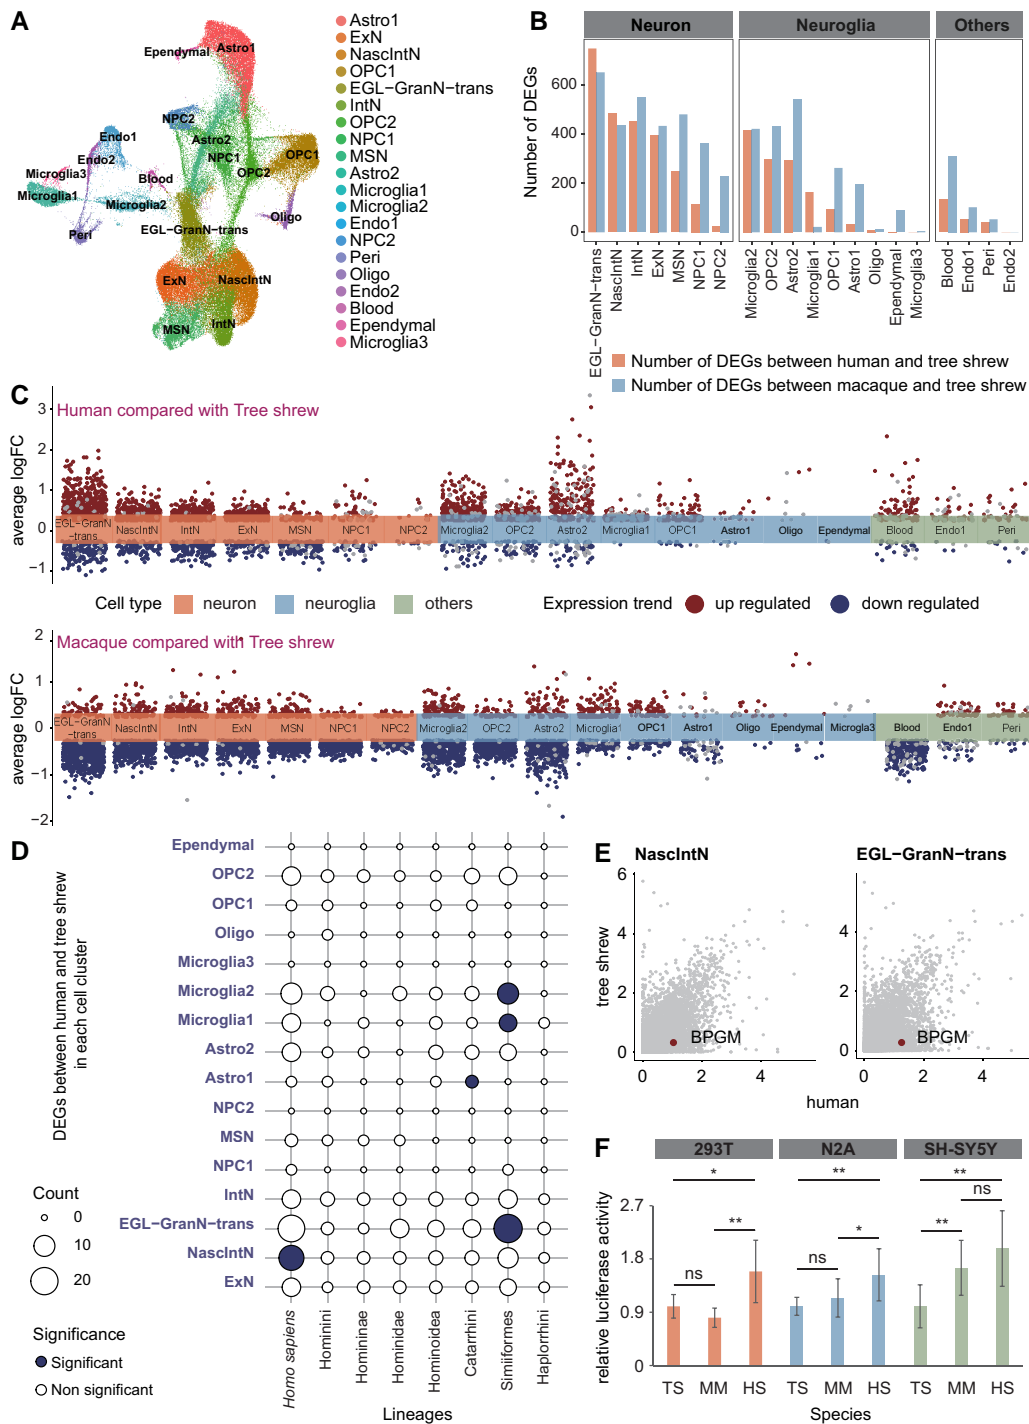 A
Ependymal
Astro1
NPC2
Astro2
NPC1
OPC1
OPC2
Endo1
Endo2
Microglia3
Microglia1
Blood
Microglia2
Peri
Oligo
EGL−GranN−trans
ExN
NascIntN
MSN
IntN
Astro1
ExN
NascIntN
OPC1
EGL−GranN−trans
IntN
OPC2
NPC1
MSN
Astro2
Microglia1
Microglia2
Endo1
NPC2
Peri
Oligo
Endo2
Blood
Ependymal
Microglia3
B
Neuron Neuroglia Others
Number of DEGs
600
400
200
0
EGL−GranN−trans NascIntN IntN ExN MSN NPC1 NPC2 Microglia2 OPC2 Astro2 Microglia1 OPC1 Astro1 Oligo Ependymal Microglia3 Blood Endo1 Peri Endo2
Number of DEGs between human and tree shrew
Number of DEGs between macaque and tree shrew
C
Human compared with Tree shrew
average logFC
3
2
1
0
−1
EGL−GranN
−trans
NascIntN IntN ExN MSN NPC1 NPC2 Microglia2 OPC2 Astro2 Microglia1 OPC1 Astro1 Oligo Ependymal Blood Endo1 Peri
Cell type neuron neuroglia others Expression trend up regulated down regulated
Macaque compared with Tree shrew
average logFC
2
1
0
−1
−2
EGL−GranN
−trans
NascIntN IntN ExN MSN NPC1 NPC2 Microglia2 OPC2 Astro2 Microglia1 OPC1 Astro1 Oligo Ependymal Microgla3 Blood Endo1 Peri
D
DEGs between human and tree shrew
in each cell cluster
Ependymal
OPC2
OPC1
Oligo
Microglia3
Microglia2
Microglia1
Astro2
Astro1
NPC2
MSN
NPC1
IntN
EGL−GranN−trans
NascIntN
ExN
Count
0
10
20
Significance
Significant
Non significant
Homo sapiens Hominini Homininae Hominidae Hominoidea Catarrhini Simiiformes Haplorrhini
Lineages
E
NascIntN EGL−GranN−trans
tree shrew
6
4
2
0
BPGM
0 2 4
4
2
0
BPGM
0 2 4
human
F
293T N2A SH-SY5Y
relative luciferase activity
2.7
1.8
0.9
0
* ** **
ns
** * **
ns ns
TS MM HS TS MM HS TS MM HS
Species